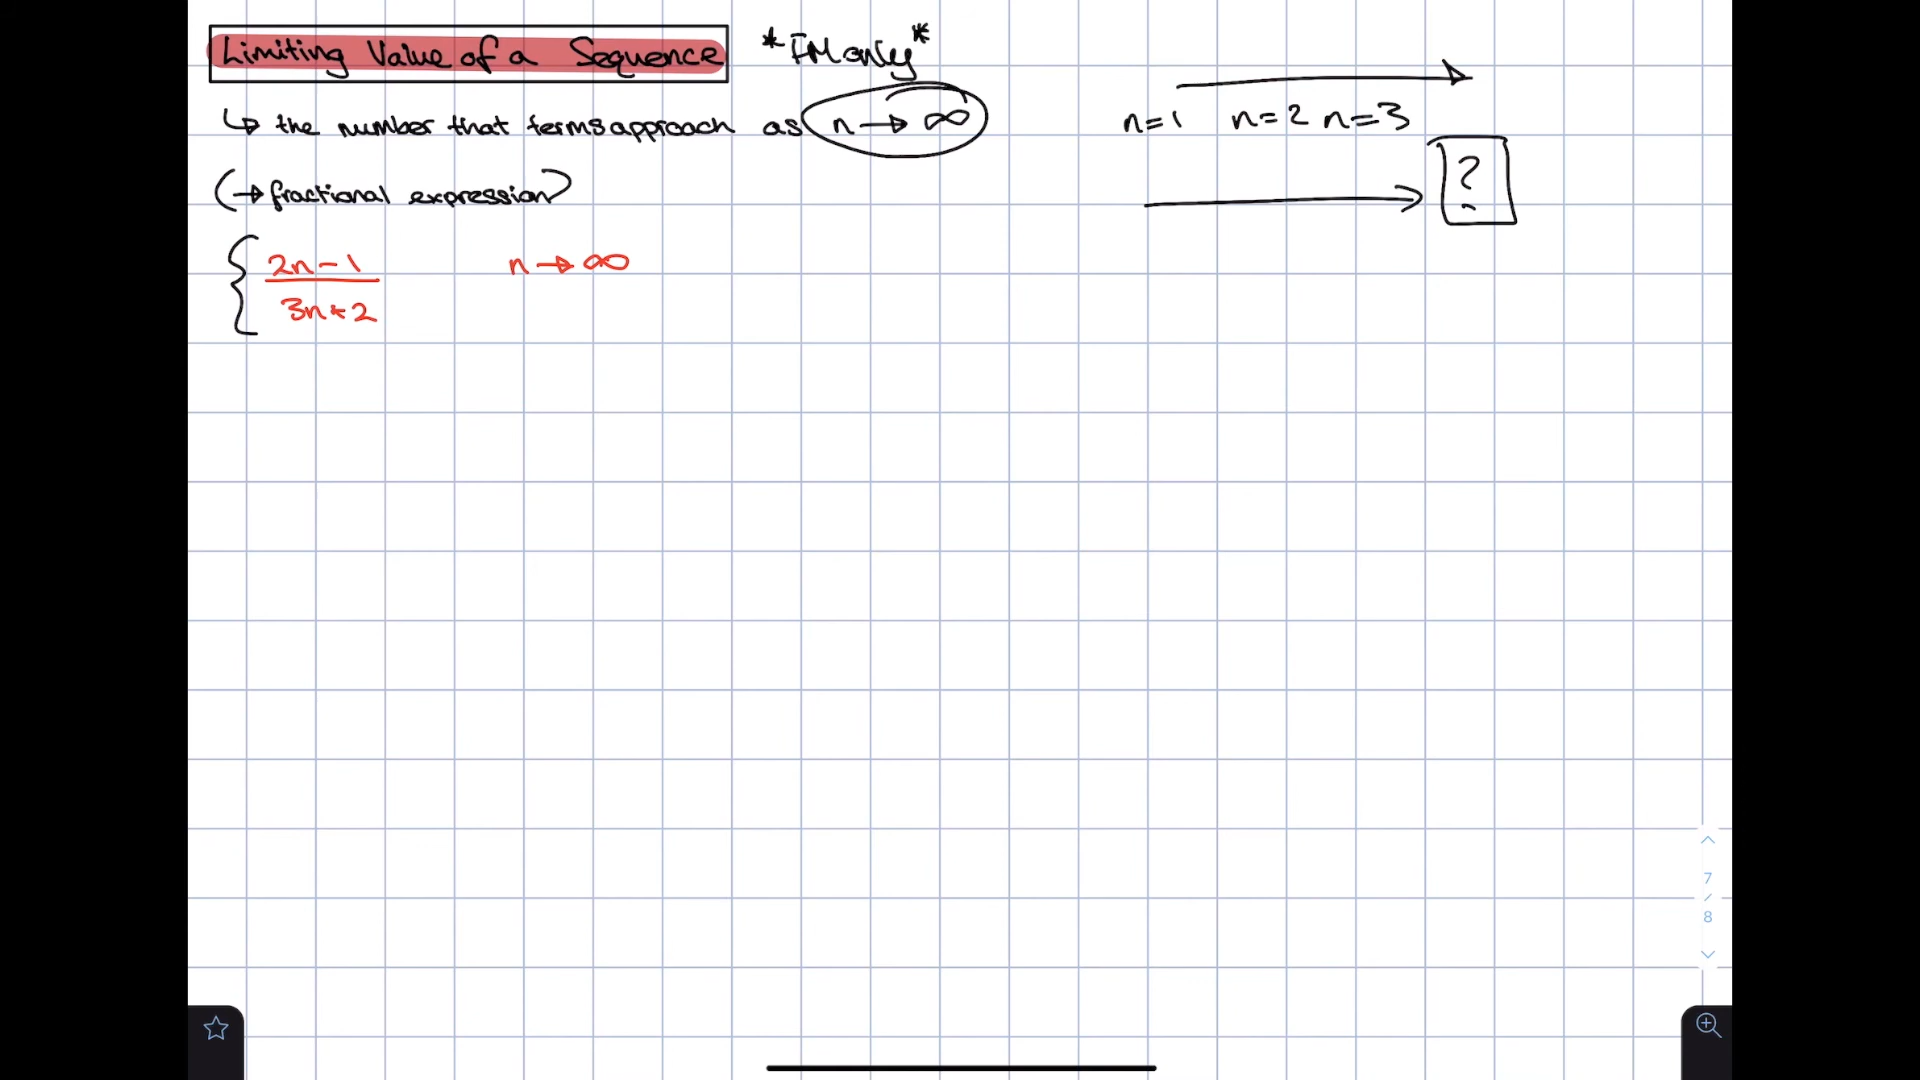 Limiting Value of a Sequence *FM only*
↳ the number that terms approach as n → ∞
n=1 n=2 n=3
(→ fractional expression)
?
2n-1
3n+2
n → ∞
7
/
8